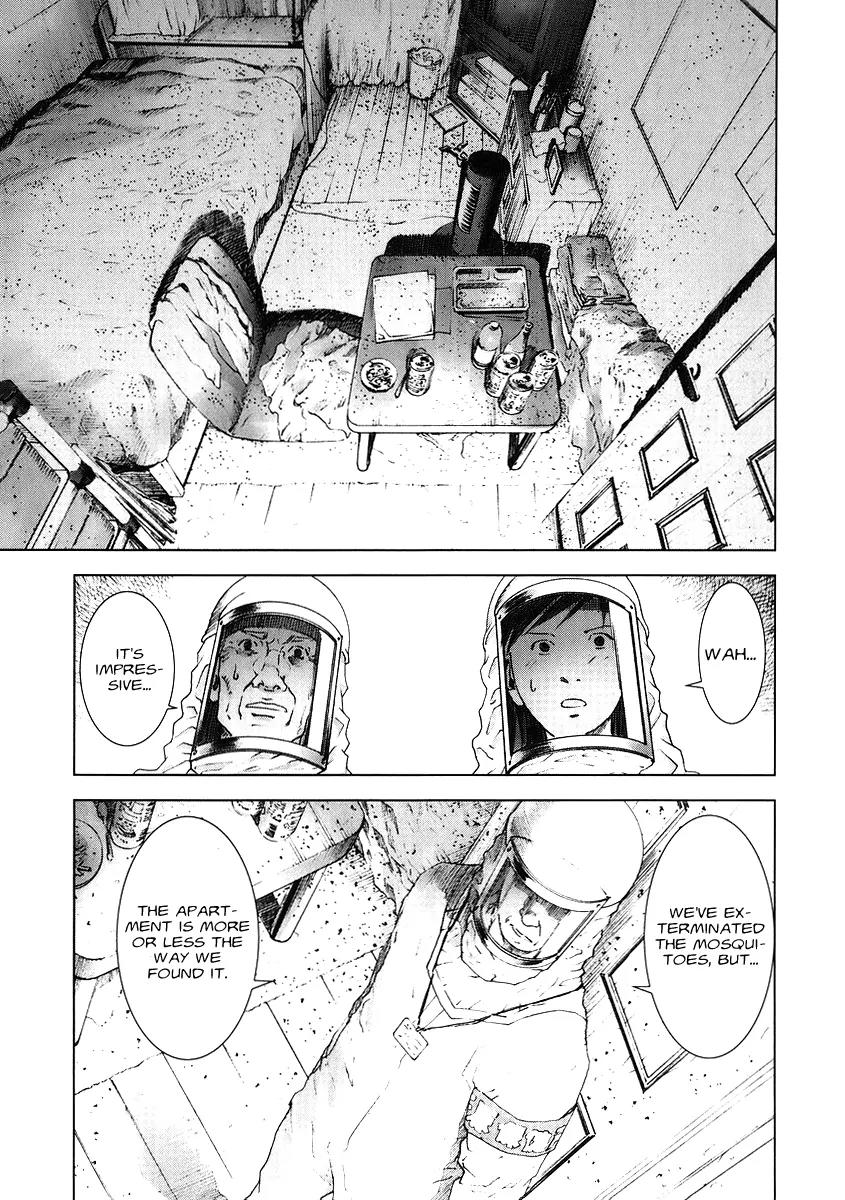 WAH...
IT'S
IMPRES-
SIVE...
WE'VE EX-
TERMINATED
THE MOSQUI-
TOES, BUT...
THE APART-
MENT IS MORE
OR LESS THE
WAY WE
FOUND IT.